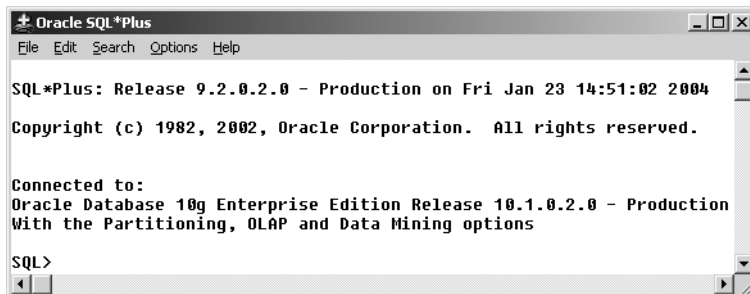 Oracle SQL*Plus
File Edit Search Options Help
SQL*Plus: Release 9.2.0.2.0 - Production on Fri Jan 23 14:51:02 2004
Copyright (c) 1982, 2002, Oracle Corporation.  All rights reserved.
Connected to:
Oracle Database 10g Enterprise Edition Release 10.1.0.2.0 - Production
With the Partitioning, OLAP and Data Mining options
SQL>